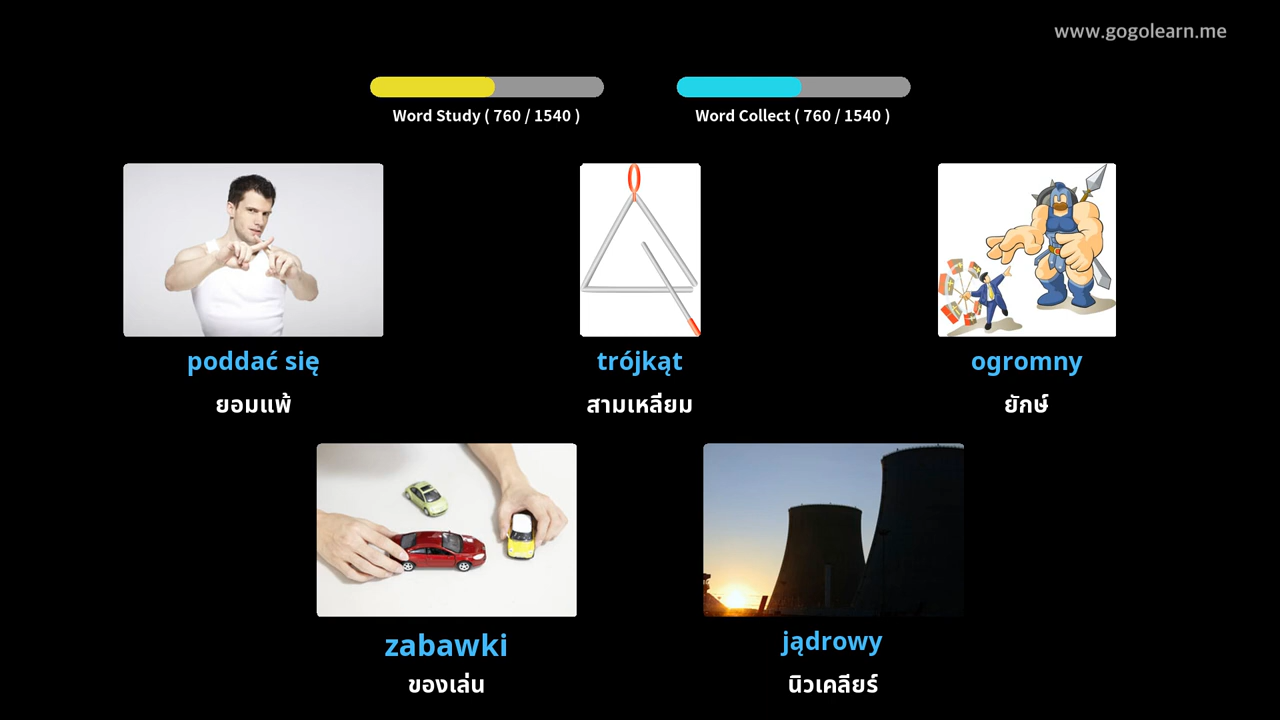 www.gogolearn.me
Word Study ( 760 / 1540 )
Word Collect ( 760 / 1540 )
poddać się
trójkąt
ogromny
ยอมแพ้
สามเหลี่ยม
ยักษ์
zabawki
jądrowy
ของเล่น
นิวเคลียร์